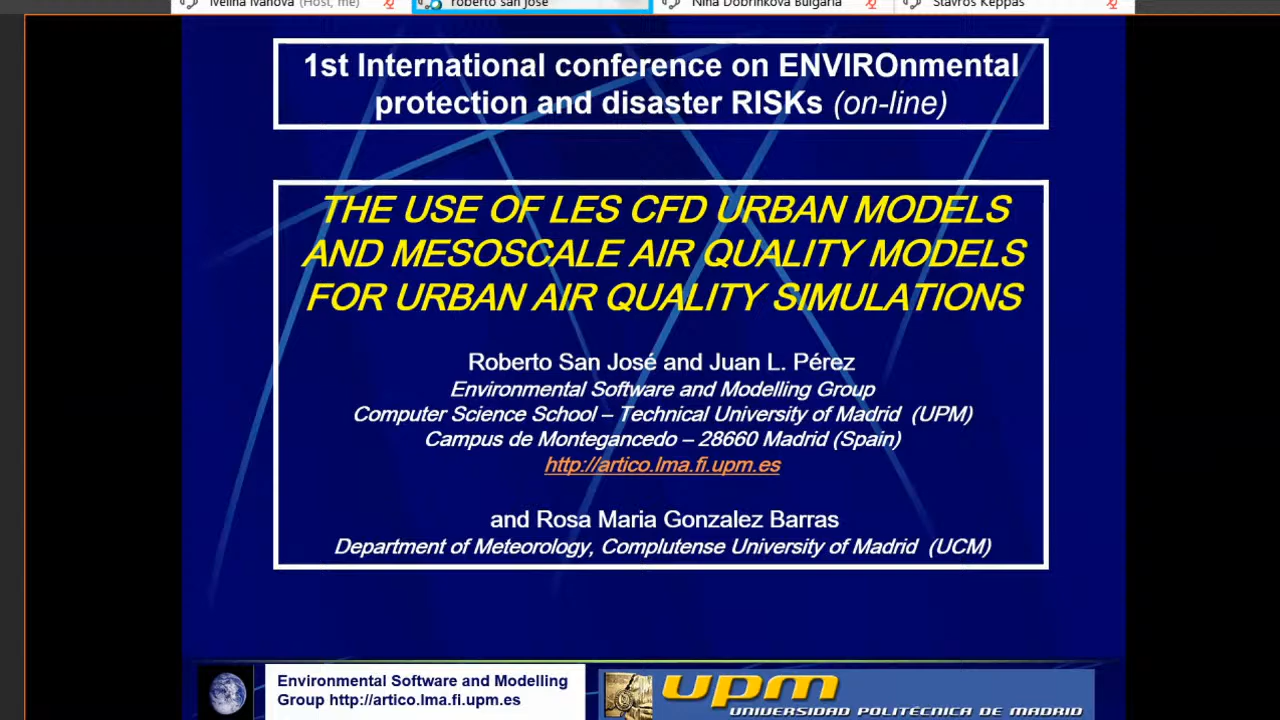 Ivelina Ivanova (Host, me)
roberto san jose
Nina Dobrinkova Bulgaria
Stavros Keppas
1st International conference on ENVIROnmental
protection and disaster RISKs (on-line)
THE USE OF LES CFD URBAN MODELS
AND MESOSCALE AIR QUALITY MODELS
FOR URBAN AIR QUALITY SIMULATIONS
Roberto San José and Juan L. Pérez
Environmental Software and Modelling Group
Computer Science School – Technical University of Madrid (UPM)
Campus de Montegancedo – 28660 Madrid (Spain)
http://artico.lma.fi.upm.es
and Rosa Maria Gonzalez Barras
Department of Meteorology, Complutense University of Madrid (UCM)
Environmental Software and Modelling
Group http://artico.lma.fi.upm.es
upm
UNIVERSIDAD POLITÉCNICA DE MADRID